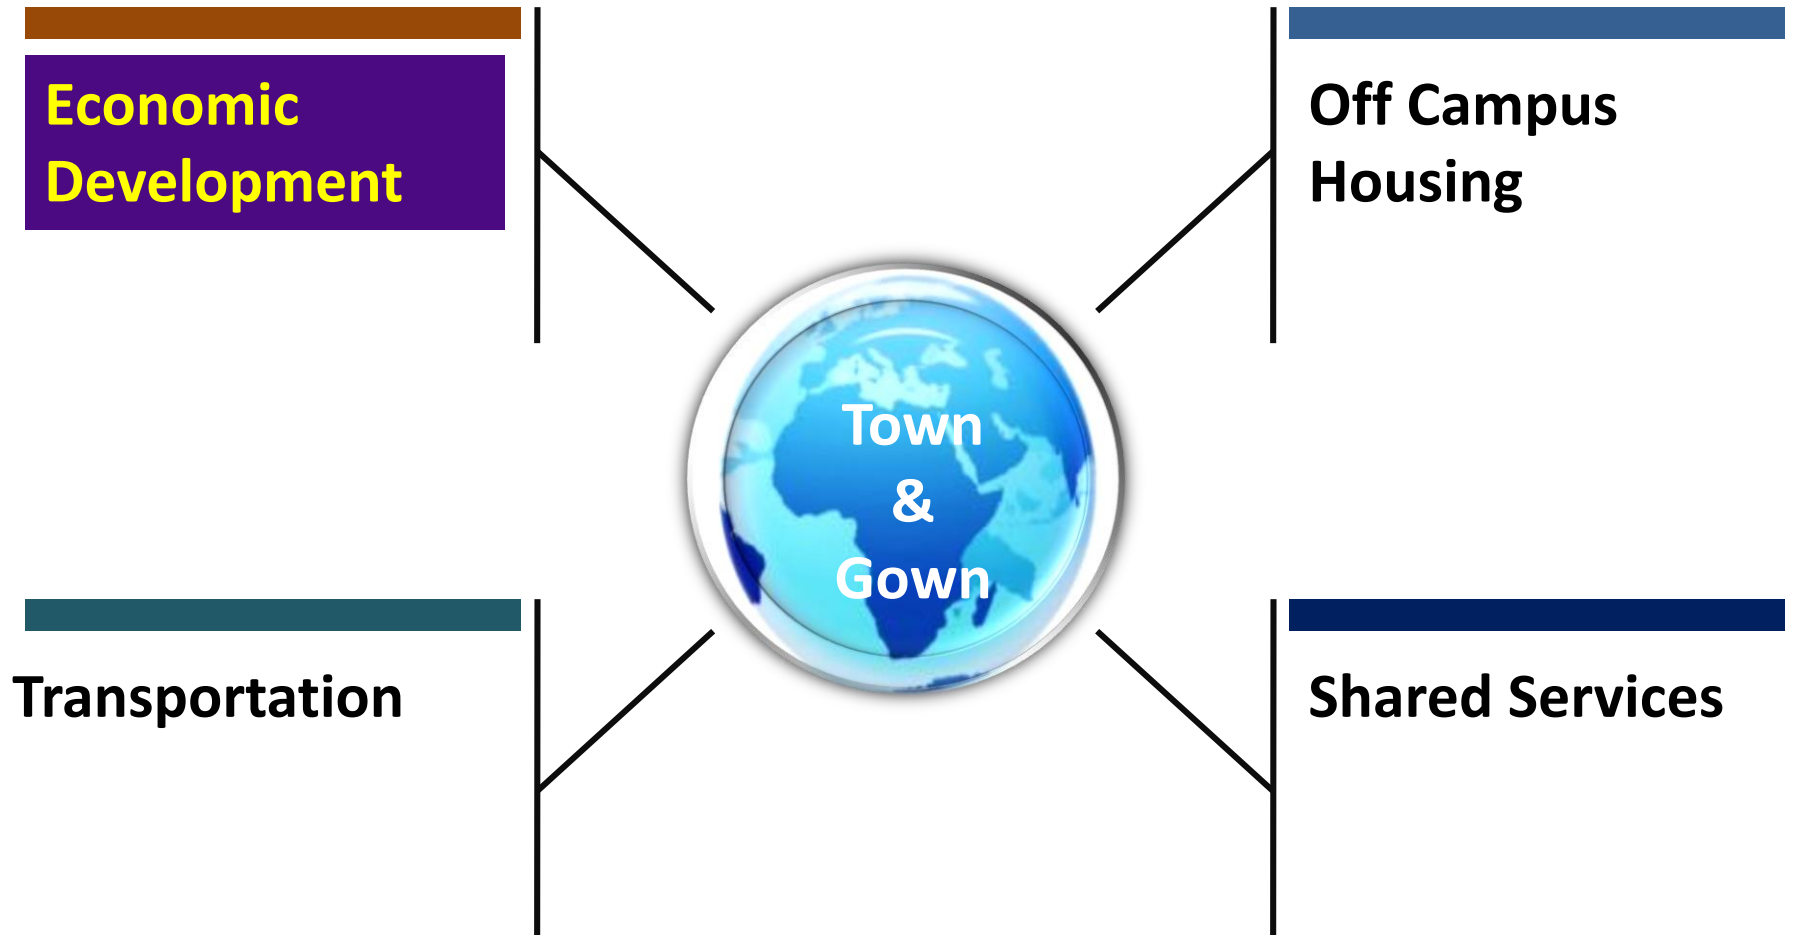 Economic
Development
Off Campus
Housing
Town
&
Gown
Transportation
Shared Services